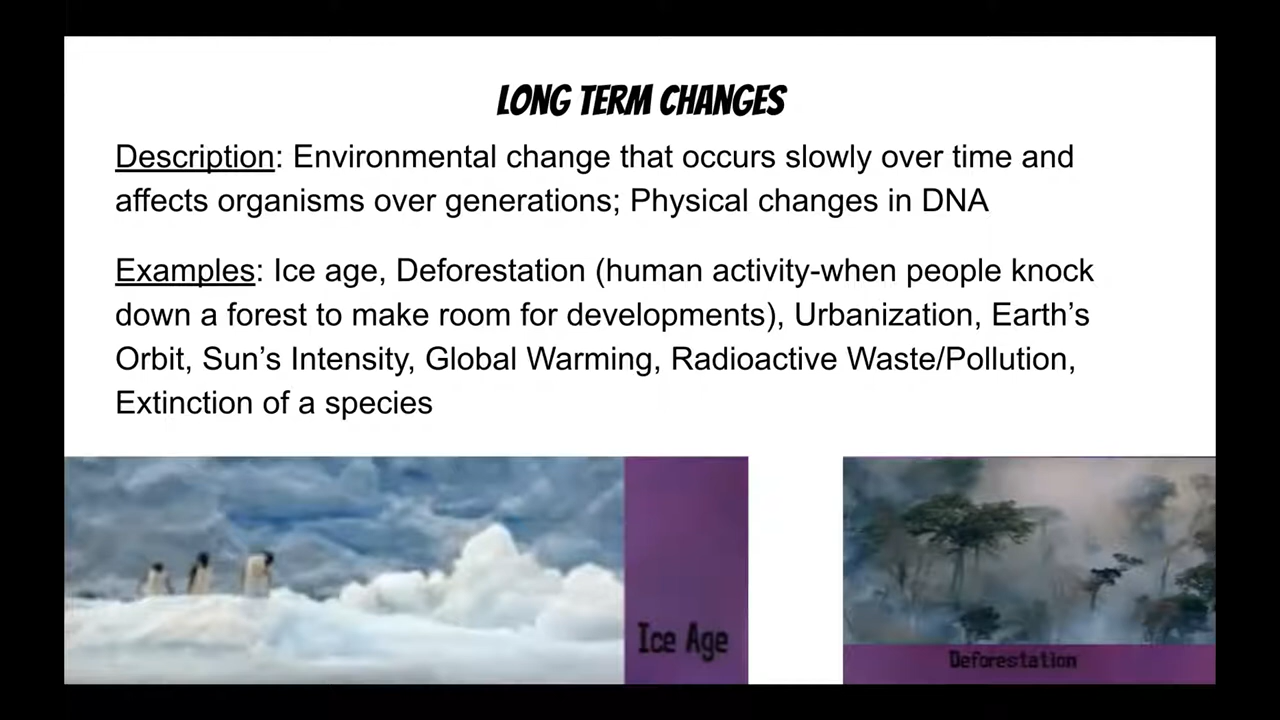 LONG TERM CHANGES
Description: Environmental change that occurs slowly over time and
affects organisms over generations; Physical changes in DNA
Examples: Ice age, Deforestation (human activity-when people knock
down a forest to make room for developments), Urbanization, Earth’s
Orbit, Sun’s Intensity, Global Warming, Radioactive Waste/Pollution,
Extinction of a species
Ice Age
Deforestation